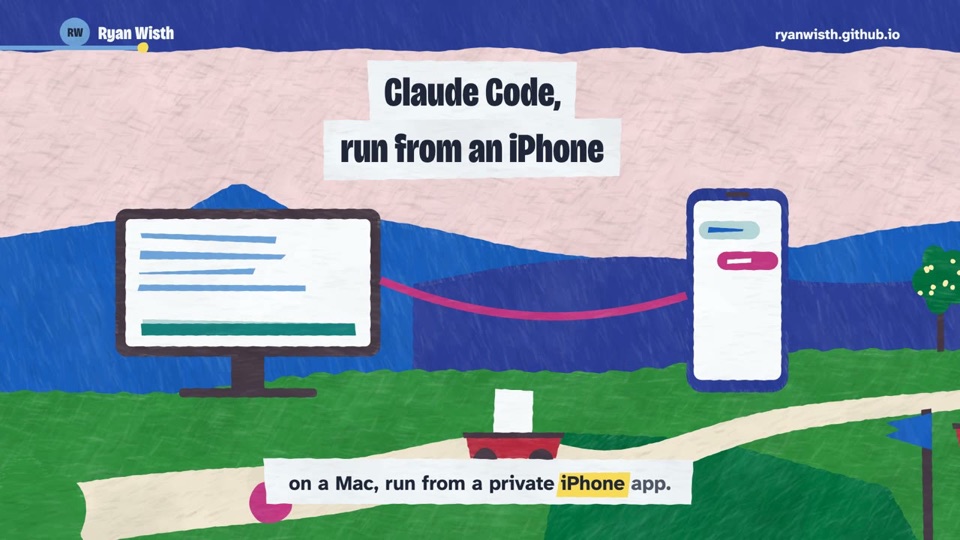 RW
Ryan Wisth
ryanwisth.github.io
Claude Code,
run from an iPhone
on a Mac, run from a private iPhone app.